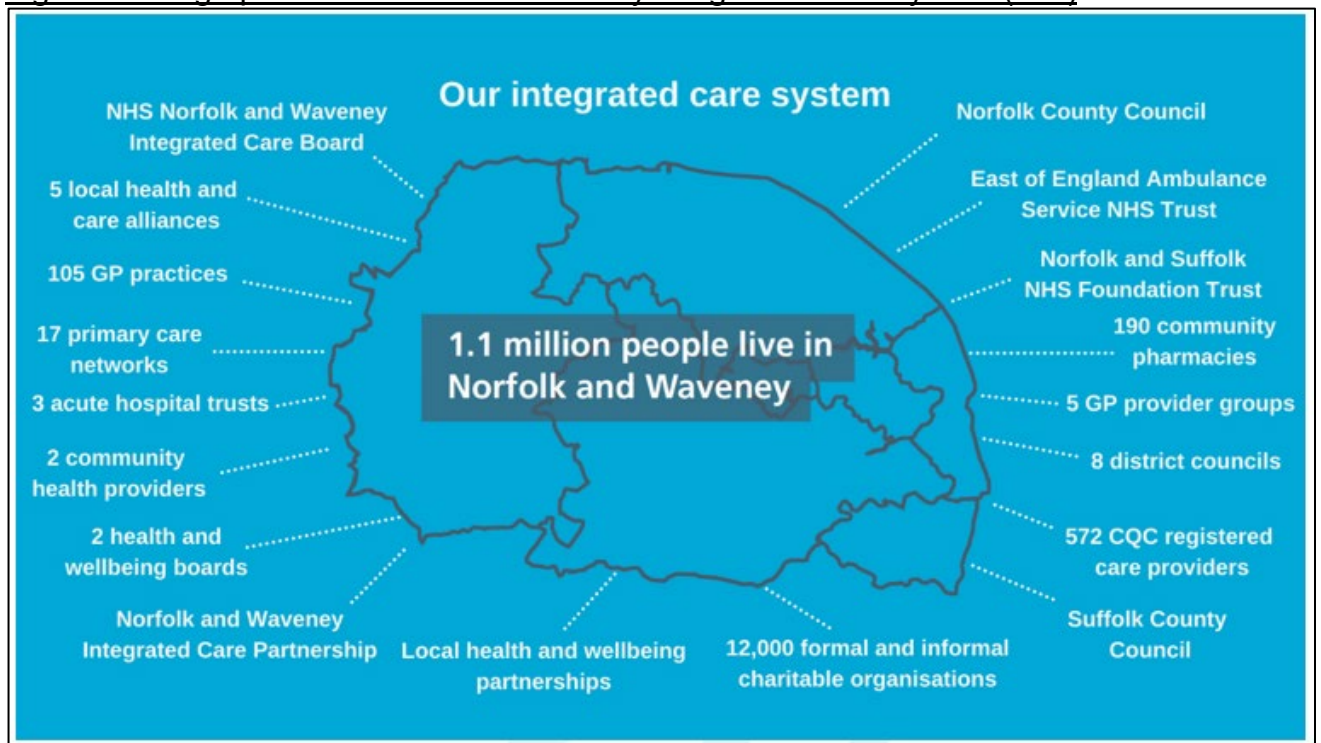 Our integrated care system
NHS Norfolk and Waveney
Integrated Care Board
5 local health and
care alliances
105 GP practices
17 primary care
networks
3 acute hospital trusts
2 community
health providers
2 health and
wellbeing boards
Norfolk and Waveney
Integrated Care Partnership
Local health and wellbeing
partnerships
12,000 formal and informal
charitable organisations
1.1 million people live in
Norfolk and Waveney
Norfolk County Council
East of England Ambulance
Service NHS Trust
Norfolk and Suffolk
NHS Foundation Trust
190 community
pharmacies
5 GP provider groups
8 district councils
572 CQC registered
care providers
Suffolk County
Council